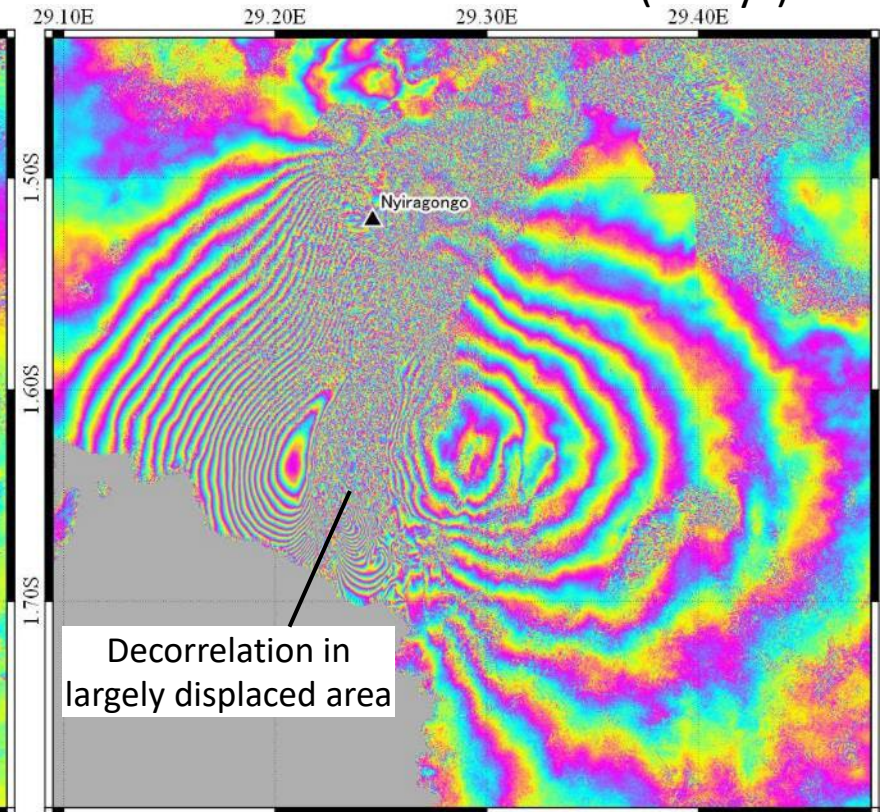 29.10E 29.20E 29.30E 29.40E
1.50S
Nyiragongo
1.60S
1.70S
Decorrelation in
largely displaced area